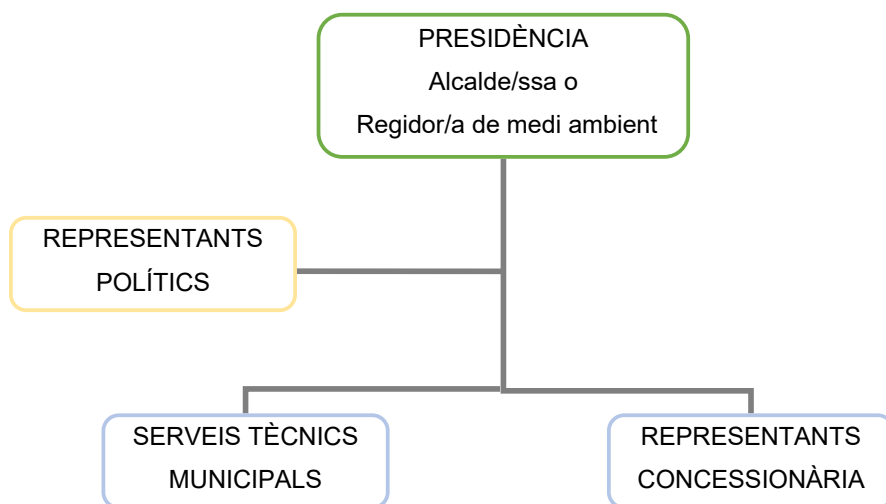 PRESIDÈNCIA
Alcalde/ssa o
Regidor/a de medi ambient
REPRESENTANTS
POLÍTICS
SERVEIS TÈCNICS
MUNICIPALS
REPRESENTANTS
CONCESSIONÀRIA